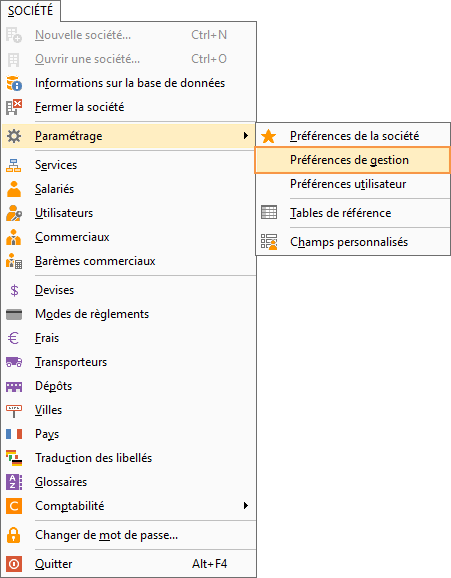 SOCIÉTÉ
Nouvelle société... Ctrl+N
Ouvrir une société... Ctrl+O
Informations sur la base de données
Fermer la société
Paramétrage
Préférences de la société
Préférences de gestion
Préférences utilisateur
Tables de référence
Champs personnalisés
Services
Salariés
Utilisateurs
Commerciaux
Barèmes commerciaux
Devises
Modes de règlements
Frais
Transporteurs
Dépôts
Villes
Pays
Traduction des libellés
Glossaires
Comptabilité
Changer de mot de passe...
Quitter Alt+F4